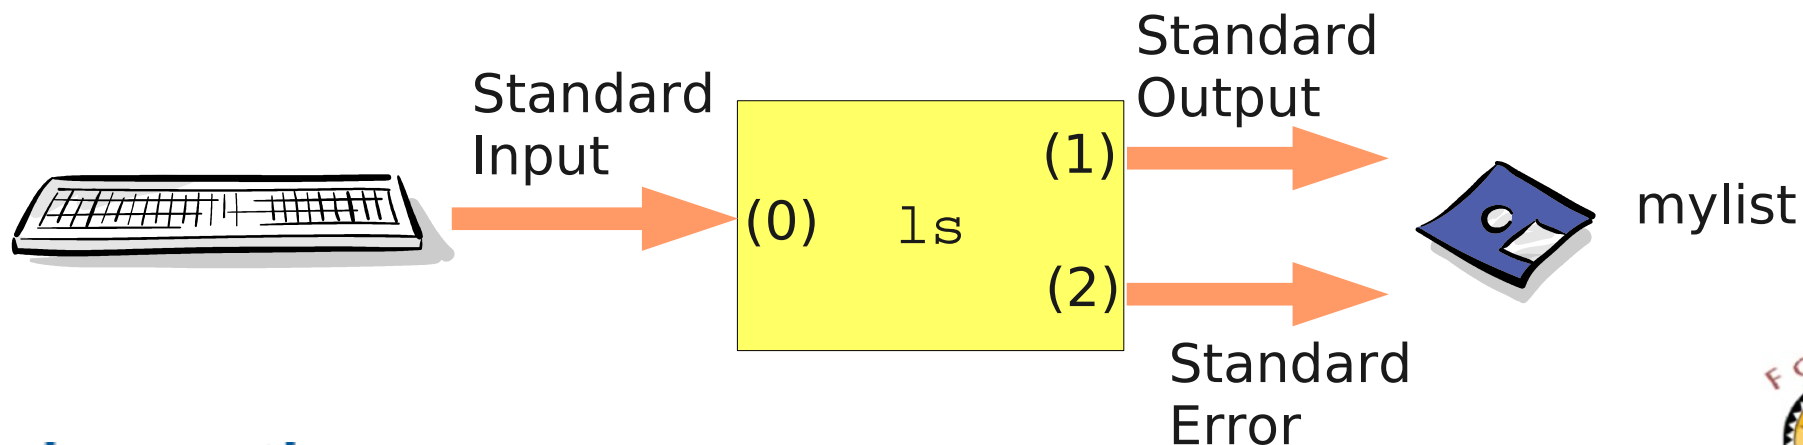 Standard
Input
(0)
ls
(1)
(2)
Standard
Output
Standard
Error
mylist